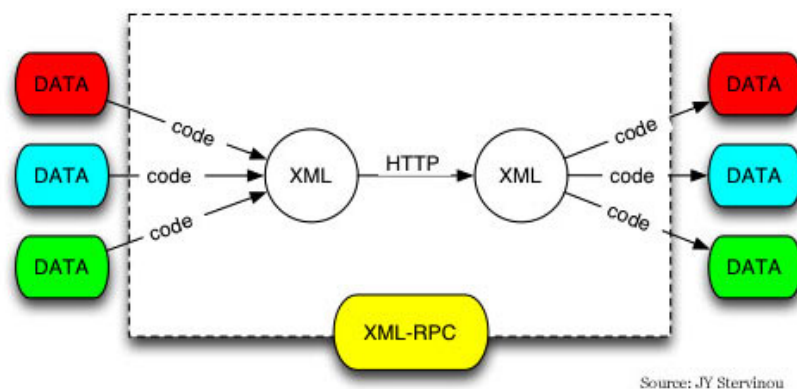 DATA
code
DATA
code
DATA
code
XML
HTTP
XML
code
DATA
code
DATA
code
DATA
XML-RPC
Source: JY Stervinou